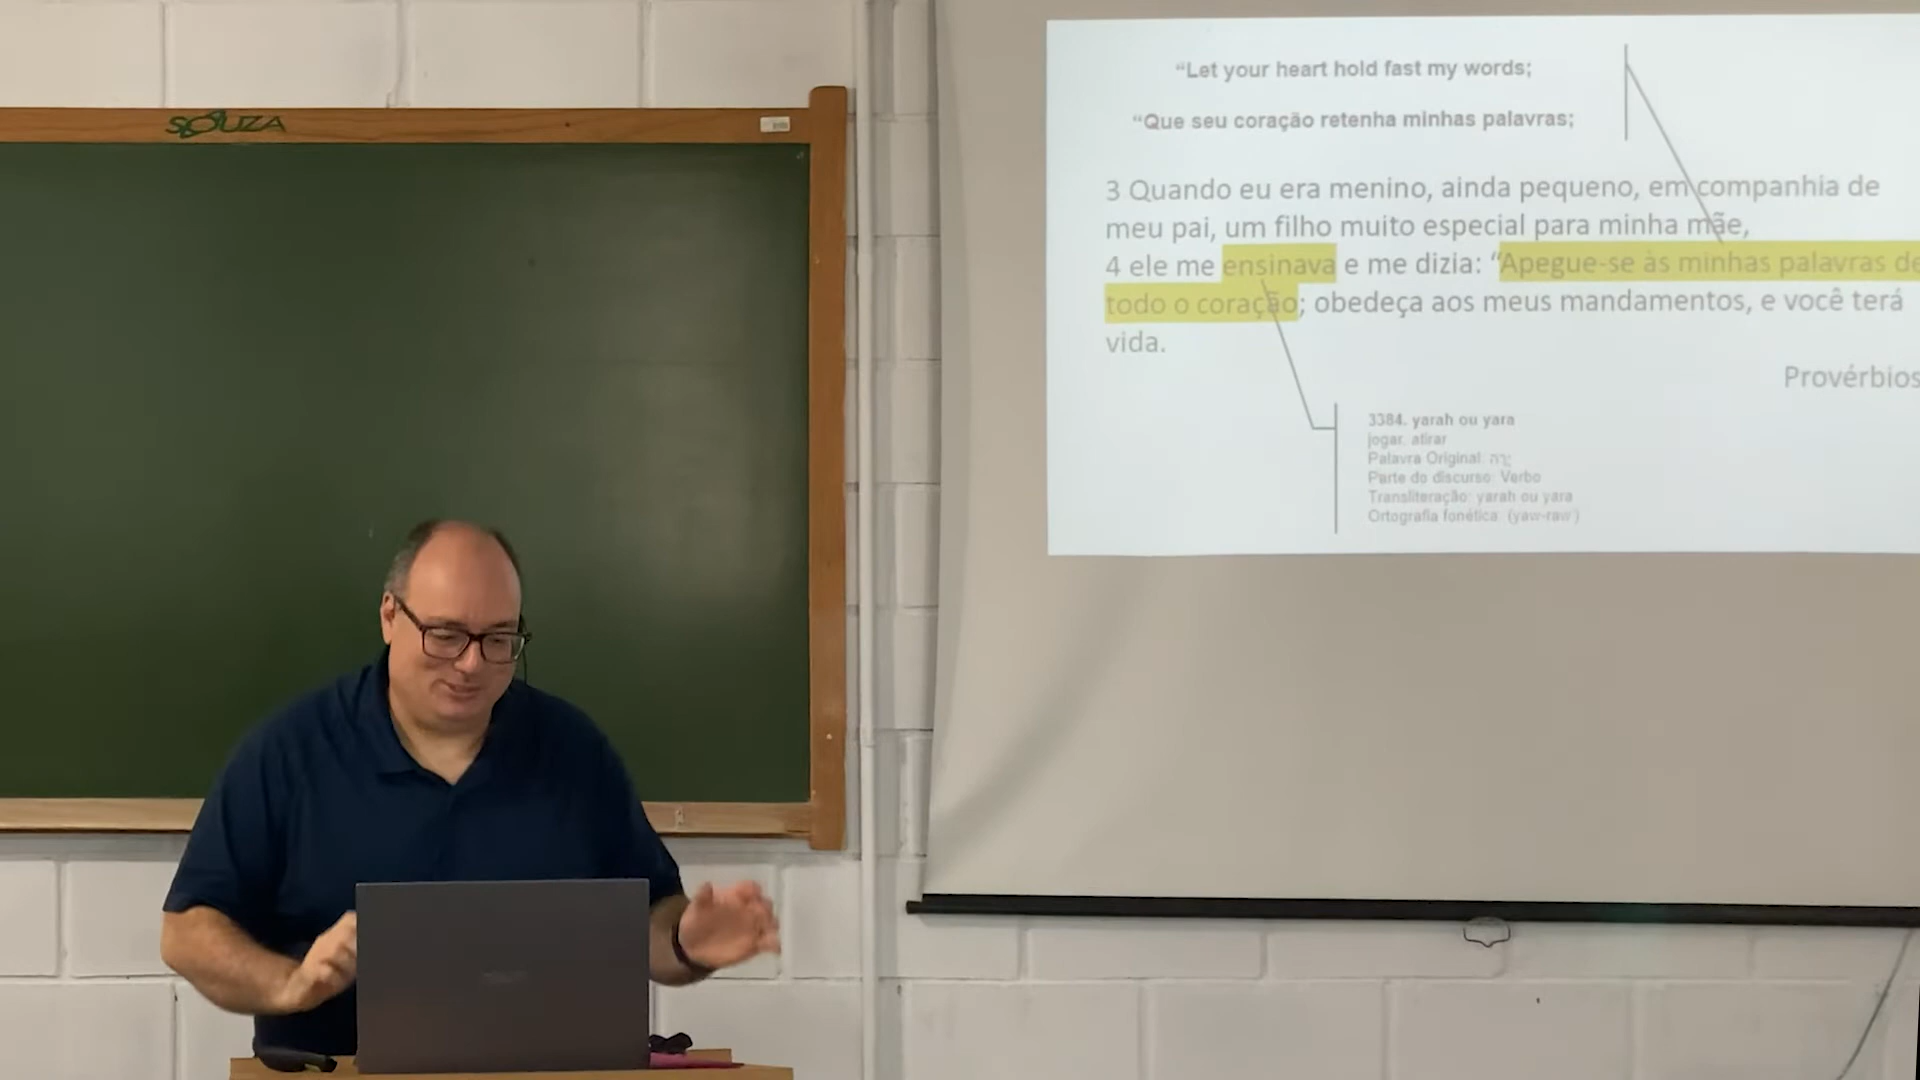 SOUZA
“Let your heart hold fast my words;
“Que seu coração retenha minhas palavras;
3 Quando eu era menino, ainda pequeno, em companhia de
meu pai, um filho muito especial para minha mãe,
4 ele me ensinava e me dizia: “Apegue-se às minhas palavras de
todo o coração; obedeça aos meus mandamentos, e você terá
vida.
Provérbios
3384. yarah ou yara
jogar, atirar
Palavra Original: יָרָה
Parte do discurso: Verbo
Transliteração: yarah ou yara
Ortografia fonética: (yaw-raw')